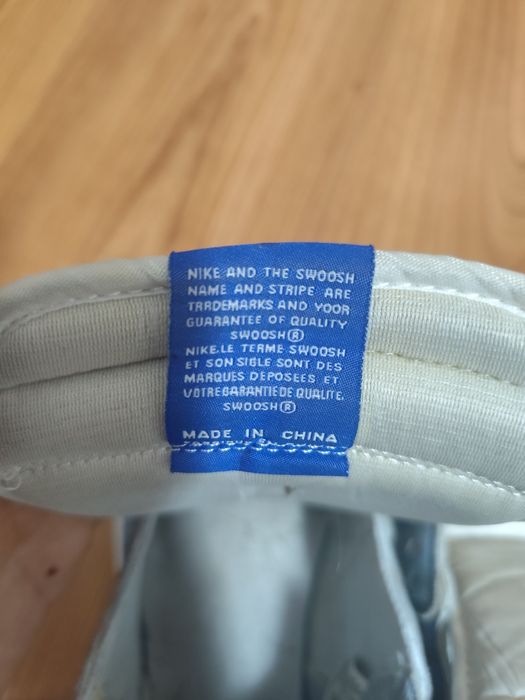 NIKE AND THE SWOOSH
NAME AND STRIPE ARE
TRADEMARKS AND YOUR
GUARANTEE OF QUALITY
SWOOSH®
NIKE.LE TERME SWOOSH
ET SON SIGLE SONT DES
MARQUES DEPOSEES ET
VOTRE GARANTIE DE QUALITE.
SWOOSH®
MADE IN CHINA